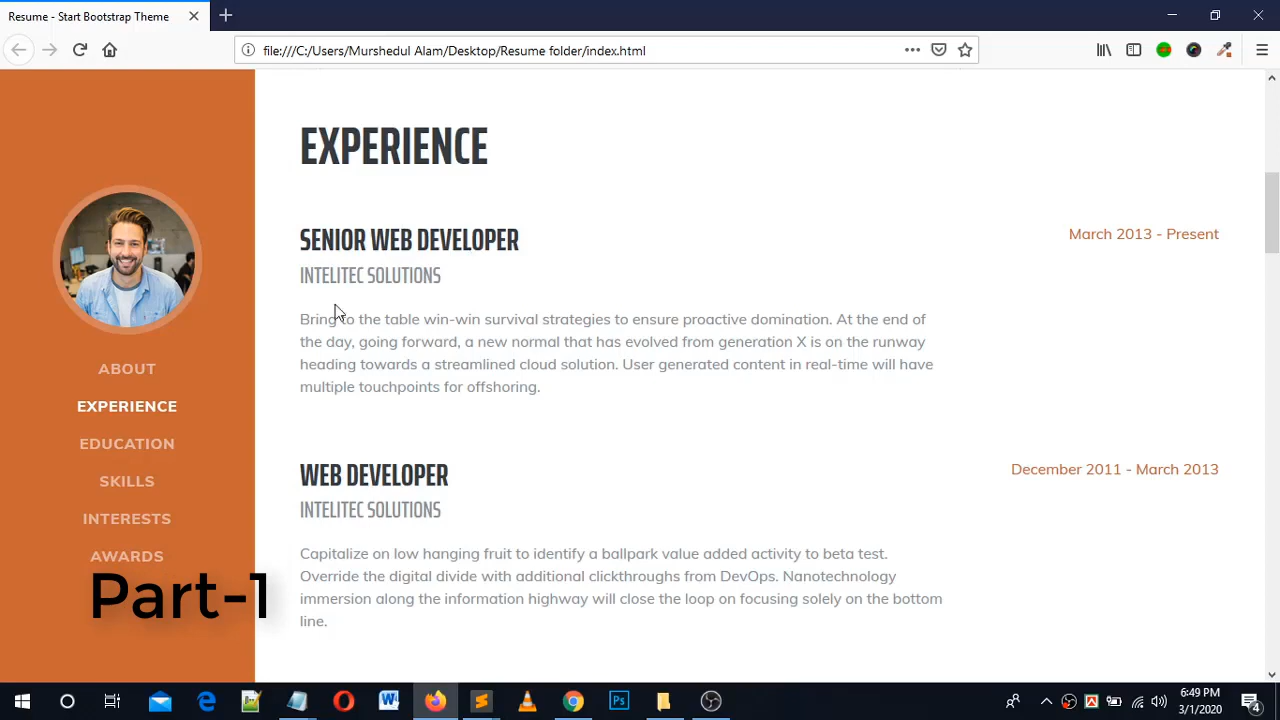 Resume - Start Bootstrap Theme
file:///C:/Users/Murshedul Alam/Desktop/Resume folder/index.html
ABOUT
EXPERIENCE
EDUCATION
SKILLS
INTERESTS
AWARDS
Part-1
EXPERIENCE
SENIOR WEB DEVELOPER
March 2013 - Present
INTELITEC SOLUTIONS
Bring to the table win-win survival strategies to ensure proactive domination. At the end of
the day, going forward, a new normal that has evolved from generation X is on the runway
heading towards a streamlined cloud solution. User generated content in real-time will have
multiple touchpoints for offshoring.
WEB DEVELOPER
December 2011 - March 2013
INTELITEC SOLUTIONS
Capitalize on low hanging fruit to identify a ballpark value added activity to beta test.
Override the digital divide with additional clickthroughs from DevOps. Nanotechnology
immersion along the information highway will close the loop on focusing solely on the bottom
line.
Ps
6:49 PM
3/1/2020
4